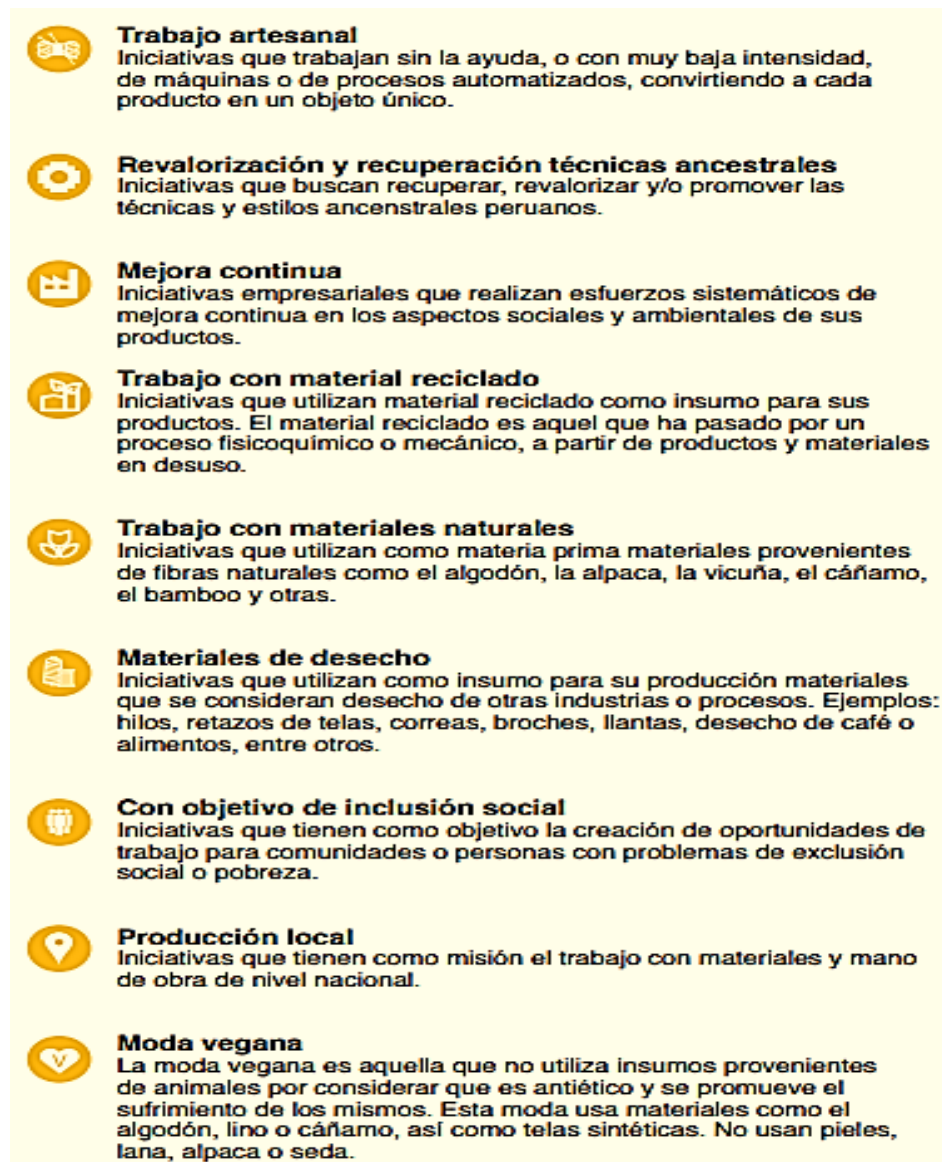 Trabajo artesanal
Iniciativas que trabajan sin la ayuda, o con muy baja intensidad,
de máquinas o de procesos automatizados, convirtiendo a cada
producto en un objeto único.
Revalorización y recuperación técnicas ancestrales
Iniciativas que buscan recuperar, revalorizar y/o promover las
técnicas y estilos ancenstrales peruanos.
Mejora continua
Iniciativas empresariales que realizan esfuerzos sistemáticos de
mejora continua en los aspectos sociales y ambientales de sus
productos.
Trabajo con material reciclado
Iniciativas que utilizan material reciclado como insumo para sus
productos. El material reciclado es aquel que ha pasado por un
proceso fisicoquímico o mecánico, a partir de productos y materiales
en desuso.
Trabajo con materiales naturales
Iniciativas que utilizan como materia prima materiales provenientes
de fibras naturales como el algodón, la alpaca, la vicuña, el cáñamo,
el bamboo y otras.
Materiales de desecho
Iniciativas que utilizan como insumo para su producción materiales
que se consideran desecho de otras industrias o procesos. Ejemplos:
hilos, retazos de telas, correas, broches, llantas, desecho de café o
alimentos, entre otros.
Con objetivo de inclusión social
Iniciativas que tienen como objetivo la creación de oportunidades de
trabajo para comunidades o personas con problemas de exclusión
social o pobreza.
Producción local
Iniciativas que tienen como misión el trabajo con materiales y mano
de obra de nivel nacional.
Moda vegana
La moda vegana es aquella que no utiliza insumos provenientes
de animales por considerar que es antiético y se promueve el
sufrimiento de los mismos. Esta moda usa materiales como el
algodón, lino o cáñamo, así como telas sintéticas. No usan pieles,
lana, alpaca o seda.
V